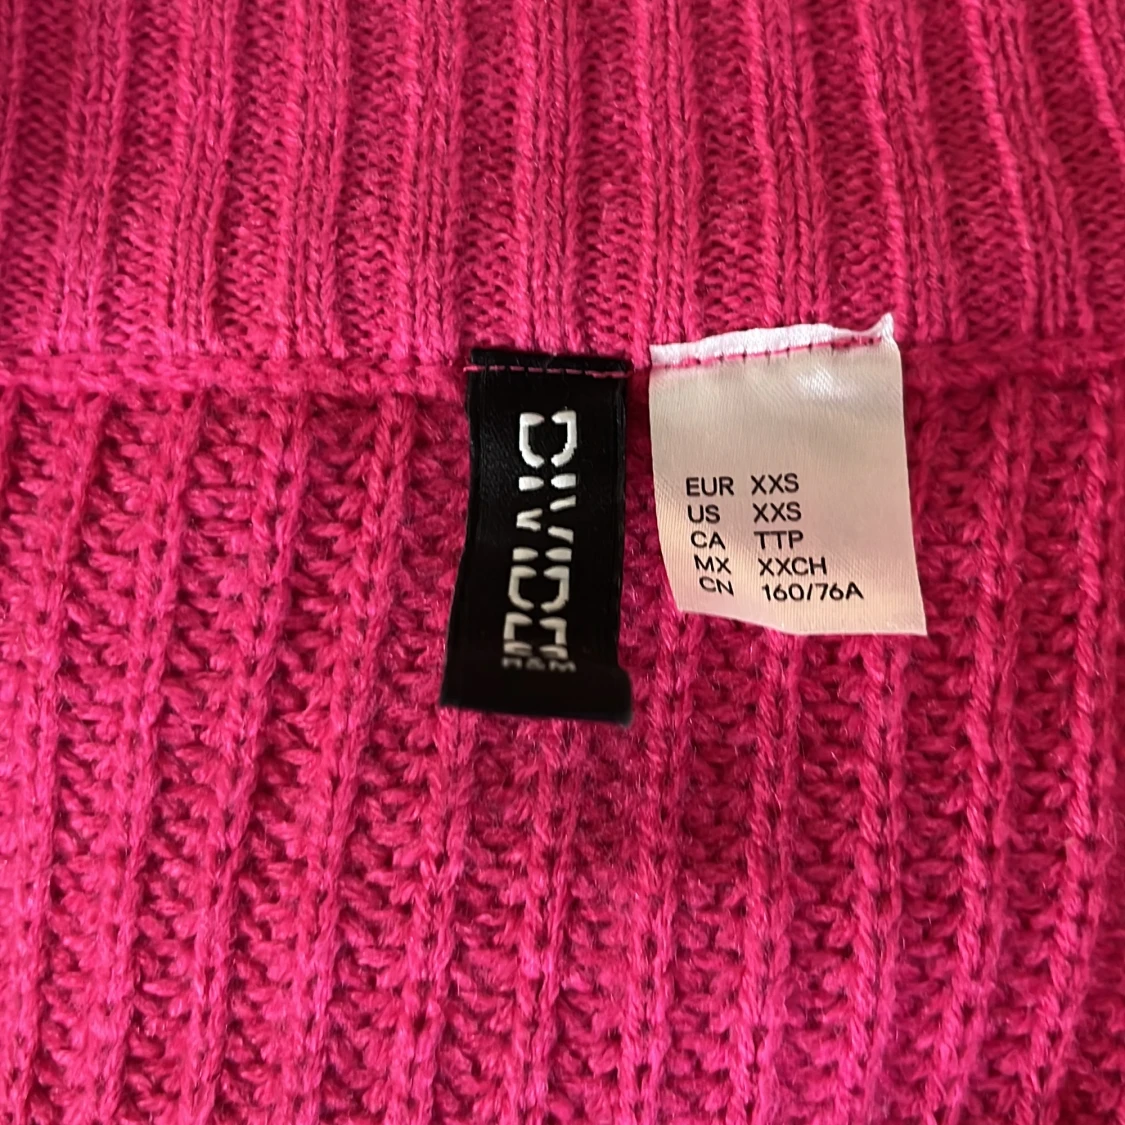 DIVIDED
H&M
EUR XXS
US XXS
CA TTP
MX XXCH
CN 160/76A